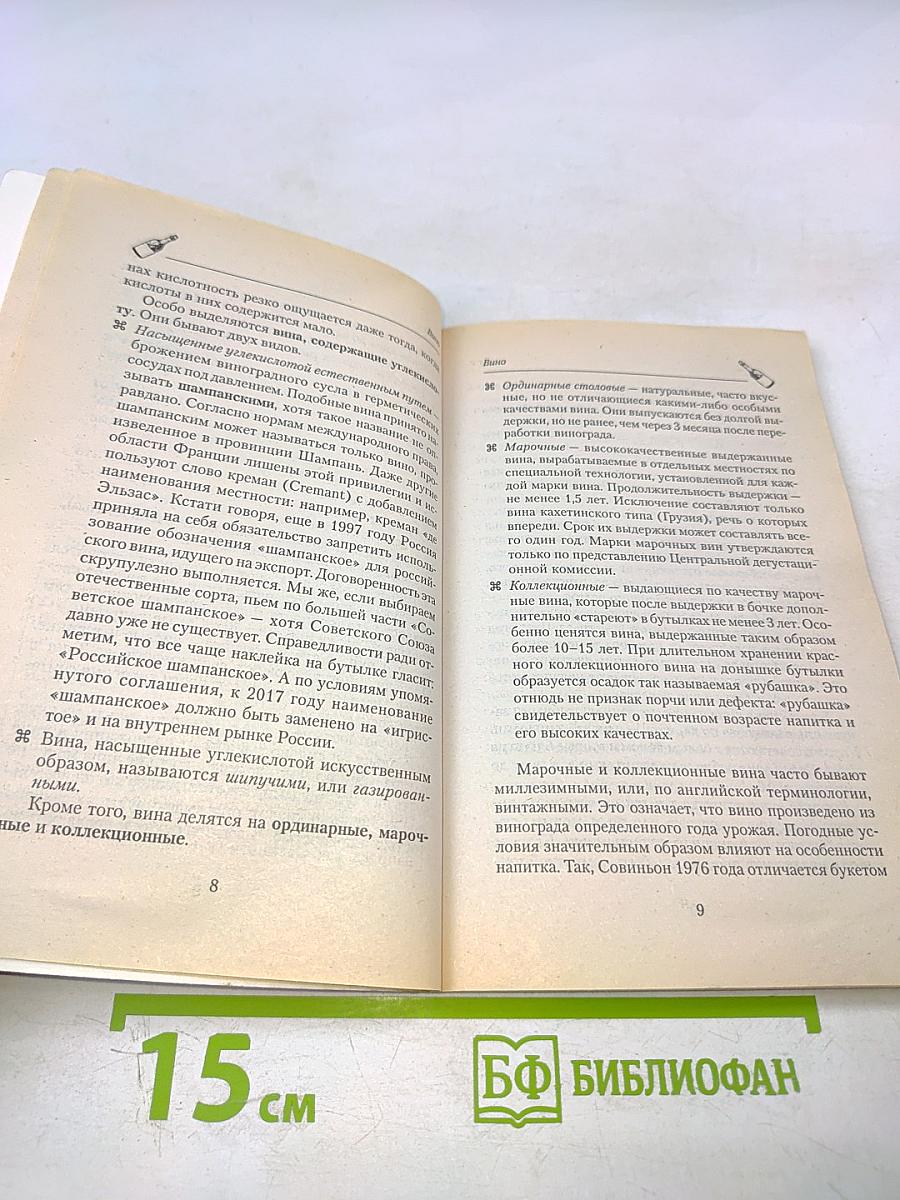 Вино
нах кислотность резко ощущается даже тогда, когда
кислоты в них содержится мало.
Особо выделяются вина, содержащие углекисло-
ту. Они бывают двух видов.
⌘ Насыщенные углекислотой естественным путем —
брожением виноградного сусла в герметических
сосудах под давлением. Подобные вина принято на-
зывать шампанскими, хотя такое название не оп-
равдано. Согласно нормам международного права,
шампанским может называться только вино, про-
изведенное в провинции Шампань. Даже другие
области Франции лишены этой привилегии и ис-
пользуют слово креман (Cremant) с добавлением
наименования местности: например, креман «де
Эльзас». Кстати говоря, еще в 1997 году Россия
приняла на себя обязательство запретить исполь-
зование обозначения «шампанское» для россий-
ского вина, идущего на экспорт. Договоренность эта
скрупулезно выполняется. Мы же, если выбираем
отечественные сорта, пьем по большей части «Со-
ветское шампанское» — хотя Советского Союза
давно уже не существует. Справедливости ради от-
метим, что все чаще наклейка на бутылке гласит:
«Российское шампанское». А по условиям упомя-
нутого соглашения, к 2017 году наименование
«шампанское» должно быть заменено на «игрис-
тое» и на внутреннем рынке России.
⌘ Вина, насыщенные углекислотой искусственным
образом, называются шипучими, или газирован-
ными.
Кроме того, вина делятся на ординарные, мароч-
ные и коллекционные.
8
Вино
⌘ Ординарные столовые — натуральные, часто вкус-
ные, но не отличающиеся какими-либо особыми
качествами вина. Они выпускаются без долгой вы-
держки, но не ранее, чем через 3 месяца после пере-
работки винограда.
⌘ Марочные — высококачественные выдержанные
вина, вырабатываемые в отдельных местностях по
специальной технологии, установленной для каж-
дой марки вина. Продолжительность выдержки —
не менее 1,5 лет. Исключение составляют только
вина кахетинского типа (Грузия), речь о которых
впереди. Срок их выдержки может составлять все-
го один год. Марки марочных вин утверждаются
только по представлению Центральной дегустаци-
онной комиссии.
⌘ Коллекционные — выдающиеся по качеству мароч-
ные вина, которые после выдержки в бочке допол-
нительно «стареют» в бутылках не менее 3 лет. Осо-
бенно ценятся вина, выдержанные таким образом
более 10–15 лет. При длительном хранении крас-
ного коллекционного вина на донышке бутылки
образуется осадок так называемая «рубашка». Это
отнюдь не признак порчи или дефекта: «рубашка»
свидетельствует о почтенном возрасте напитка и
его высоких качествах.
Марочные и коллекционные вина часто бывают
миллезимными, или, по английской терминологии,
винтажными. Это означает, что вино произведено из
винограда определенного года урожая. Погодные ус-
ловия значительным образом влияют на особенности
напитка. Так, Совиньон 1976 года отличается букетом
9
15 см
БФ БИБЛИОФАН